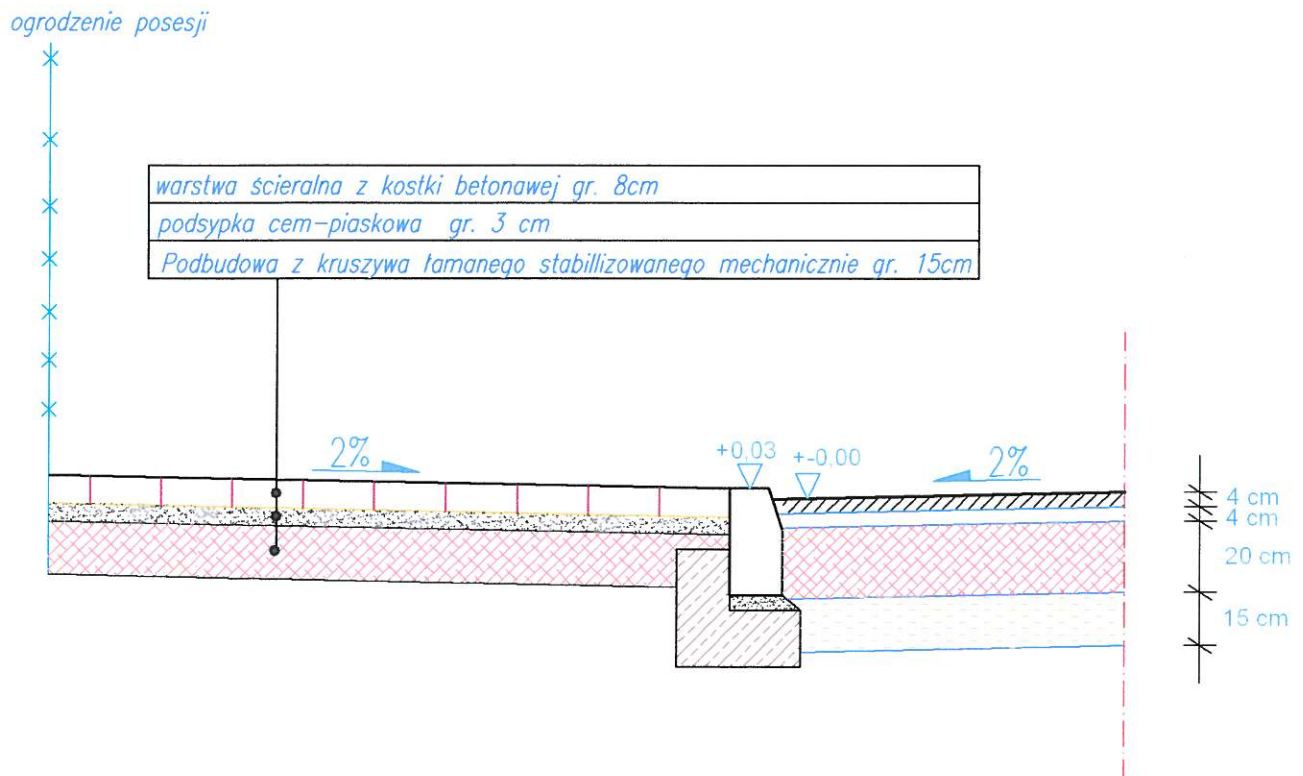 ogrodzenie posesji
warstwa ścieralna z kostki betonawej gr. 8cm
podsypka cem-piaskowa gr. 3 cm
Podbudowa z kruszywa łamanego stabillizowanego mechanicznie gr. 15cm
2%
+0,03
+-0,00
2%
4 cm
4 cm
20 cm
15 cm